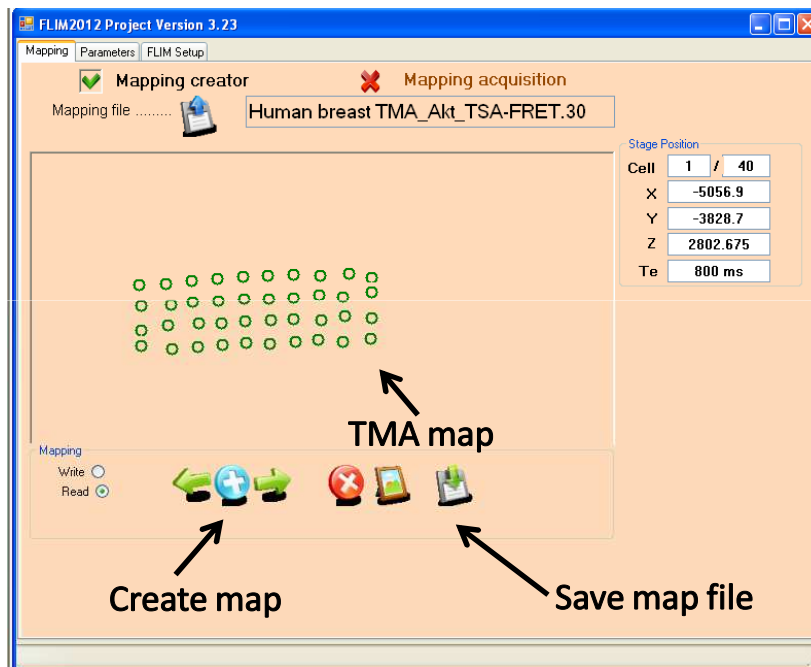 FLIM2012 Project Version 3.23
Mapping Parameters FLIM Setup
Mapping creator Mapping acquisition
Mapping file ......... Human breast TMA_Akt_TSA-FRET.30
Stage Position
Cell 1 / 40
X -5056.9
Y -3828.7
Z 2802.675
Te 800 ms
TMA map
Mapping
Write
Read
Create map
Save map file